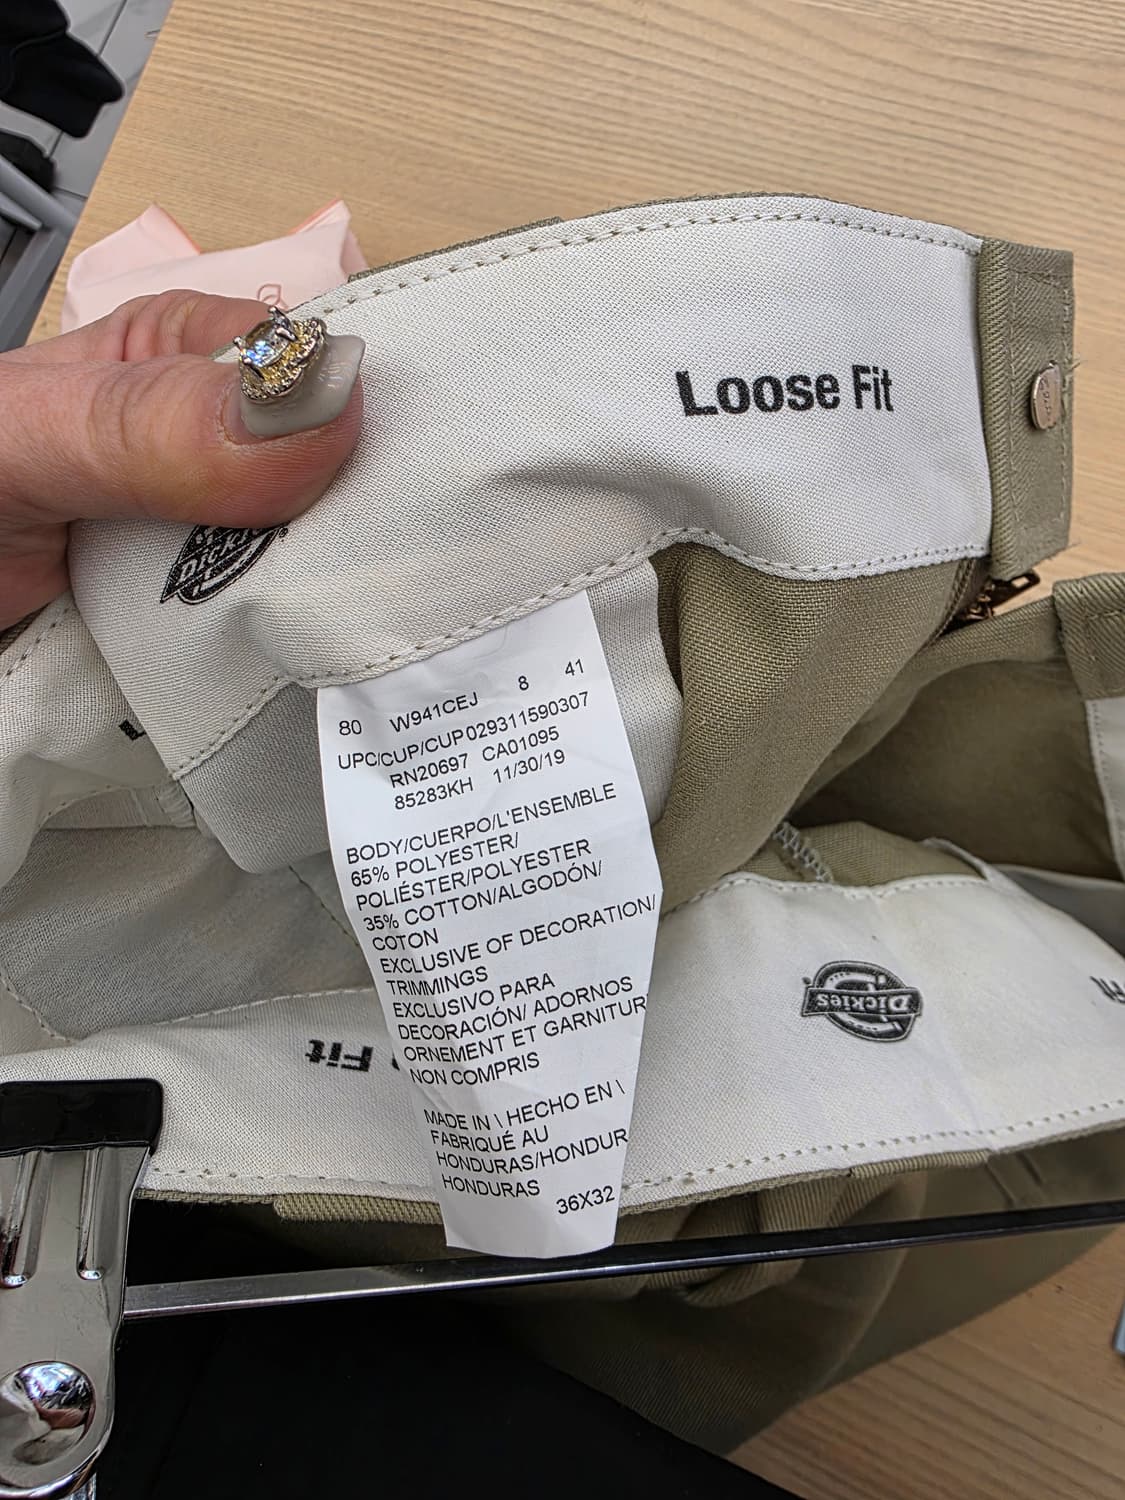 Loose Fit
DICKIES
80 W941CEJ 8 41
UPC/CUP/CUP029311590307
RN20697 CA01095
85283KH 11/30/19
BODY/CUERPO/L'ENSEMBLE
65% POLYESTER/
POLIÉSTER/POLYESTER
35% COTTON/ALGODÓN/
COTON
EXCLUSIVE OF DECORATION/
TRIMMINGS
EXCLUSIVO PARA
DECORACIÓN/ ADORNOS
ORNEMENT ET GARNITUR
NON COMPRIS
MADE IN \ HECHO EN \
FABRIQUÉ AU
HONDURAS/HONDUR
HONDURAS
36X32
Dickies
Fit